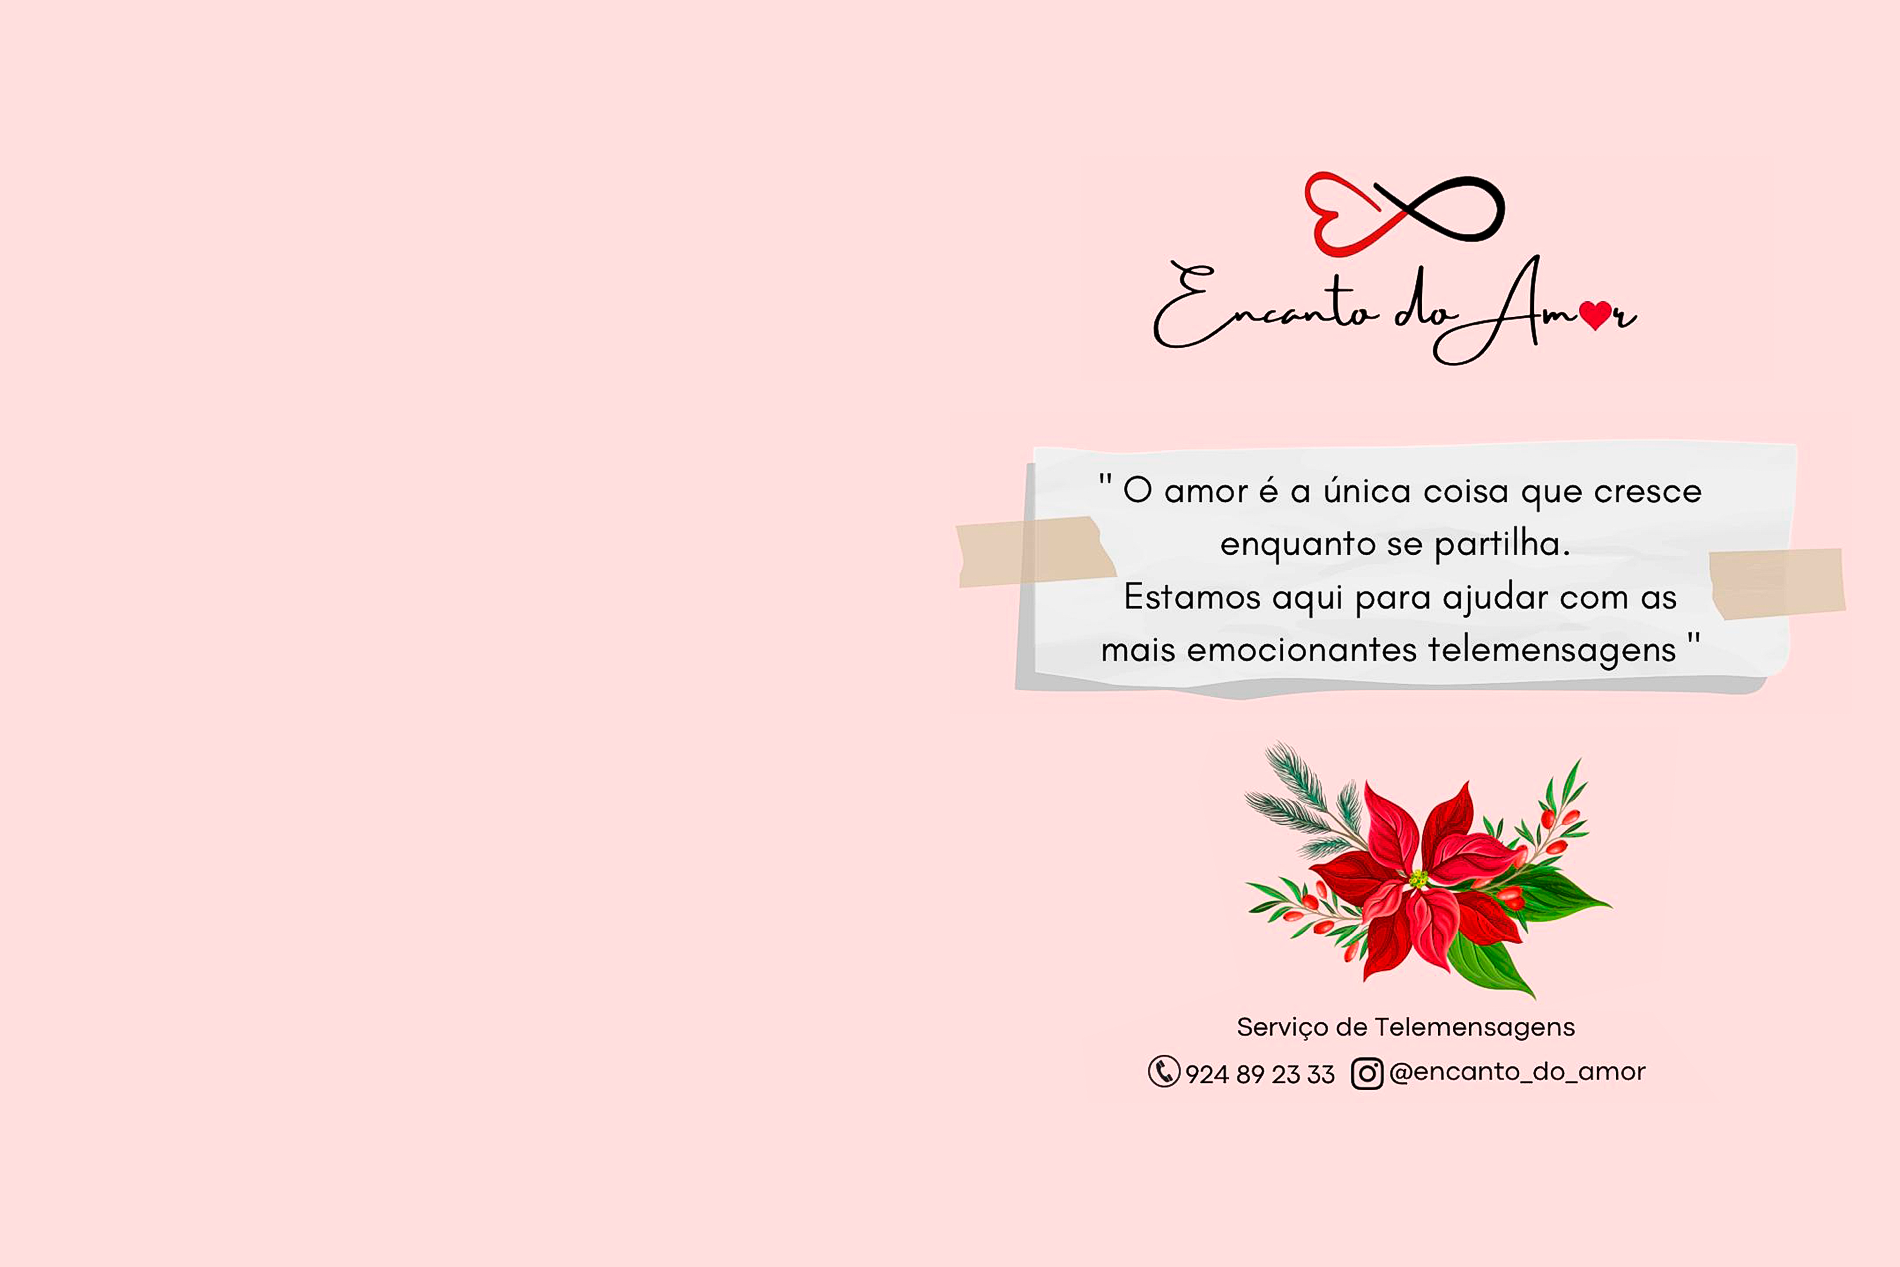 Encanto do Amor
" O amor é a única coisa que cresce
enquanto se partilha.
Estamos aqui para ajudar com as
mais emocionantes telemensagens "
Serviço de Telemensagens
924 89 23 33 @encanto_do_amor